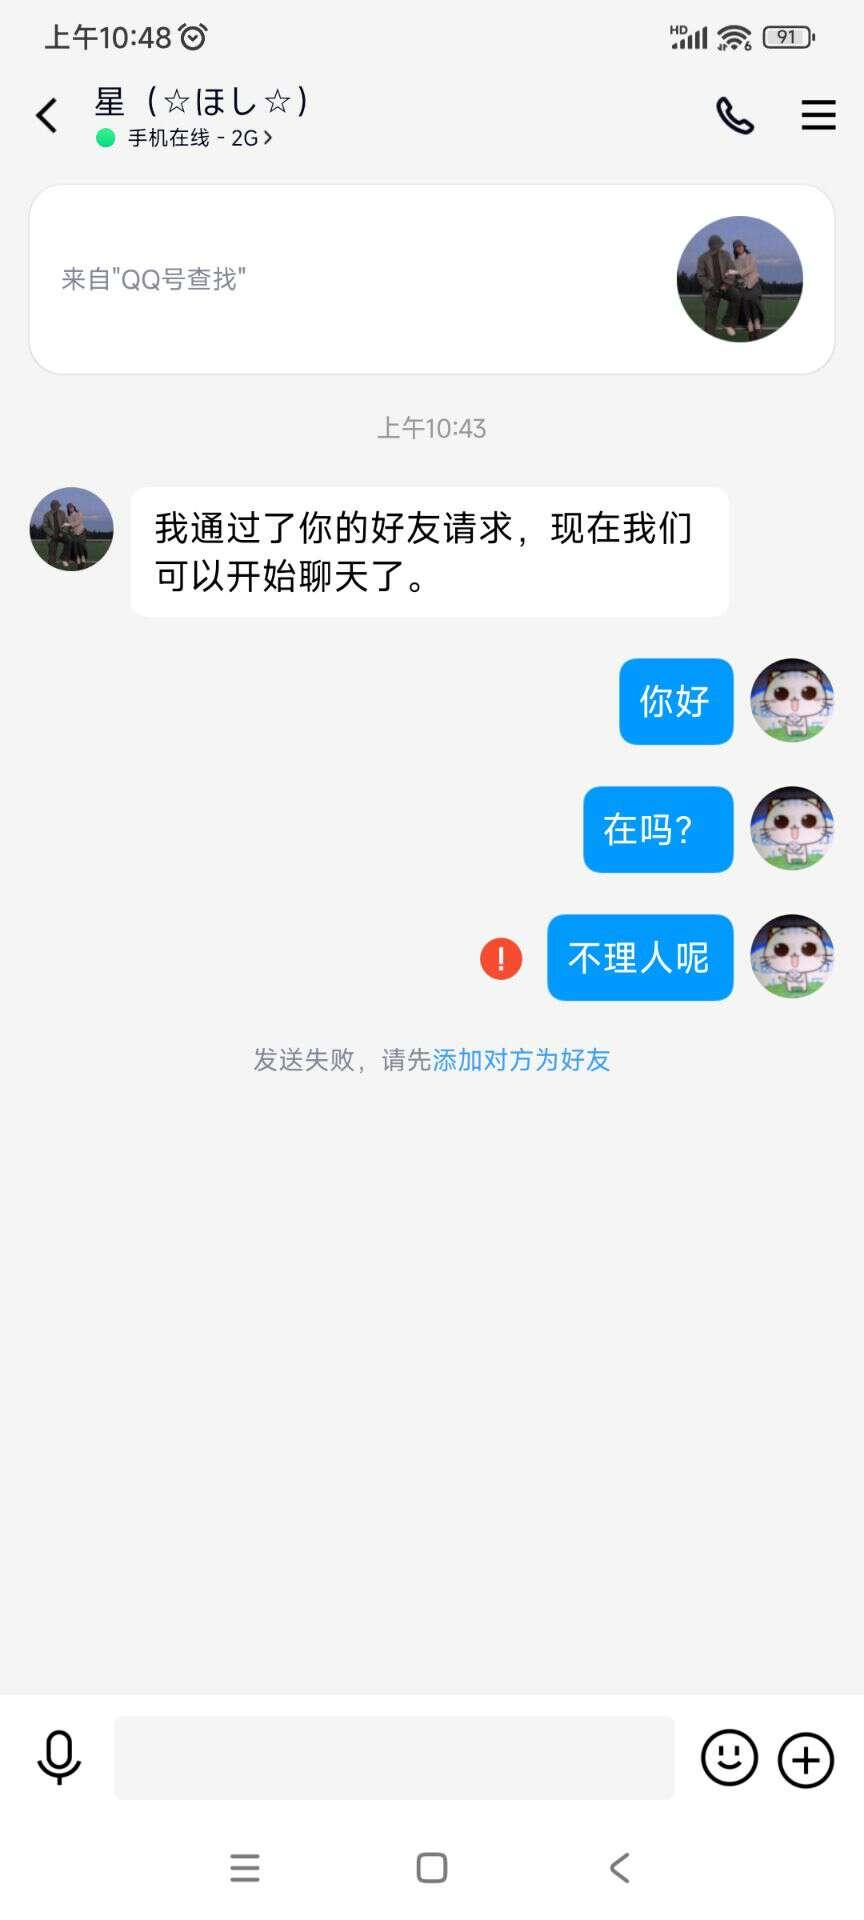 上午10:48
HD
6
91
星（☆ほし☆）
手机在线 - 2G
来自"QQ号查找"
上午10:43
我通过了你的好友请求，现在我们
可以开始聊天了。
你好
在吗？
不理人呢
发送失败，请先添加对方为好友